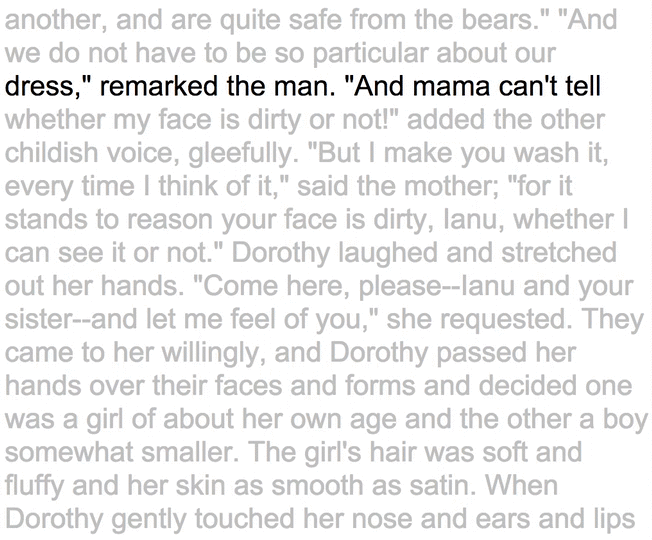 another, and are quite safe from the bears." "And
we do not have to be so particular about our
dress," remarked the man. "And mama can't tell
whether my face is dirty or not!" added the other
childish voice, gleefully. "But I make you wash it,
every time I think of it," said the mother; "for it
stands to reason your face is dirty, Ianu, whether I
can see it or not." Dorothy laughed and stretched
out her hands. "Come here, please--Ianu and your
sister--and let me feel of you," she requested. They
came to her willingly, and Dorothy passed her
hands over their faces and forms and decided one
was a girl of about her own age and the other a boy
somewhat smaller. The girl's hair was soft and
fluffy and her skin as smooth as satin. When
Dorothy gently touched her nose and ears and lips